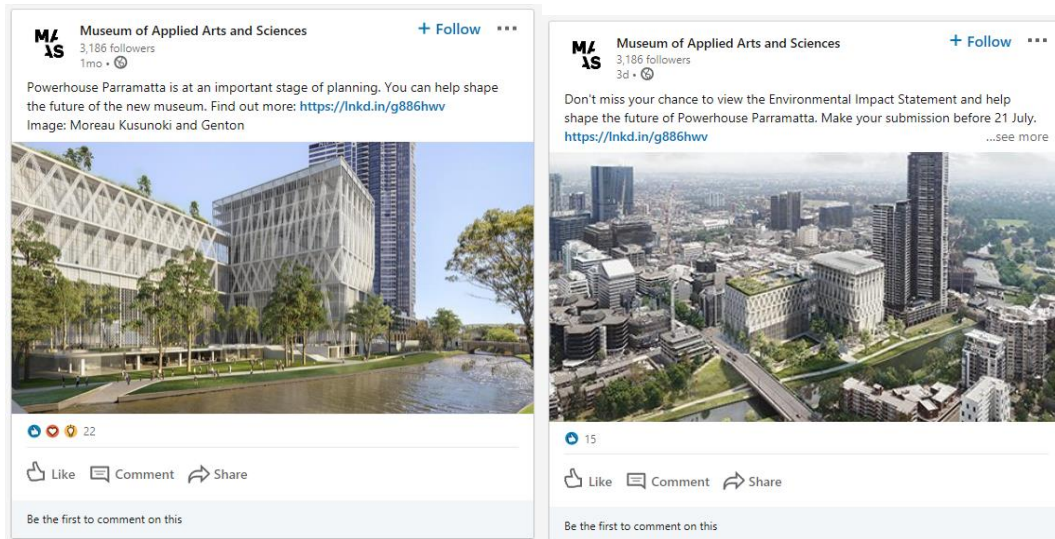 MA
AS
Museum of Applied Arts and Sciences
+ Follow
3,186 followers
1mo •
Powerhouse Parramatta is at an important stage of planning. You can help shape
the future of the new museum. Find out more: https://lnkd.in/g886hwv
Image: Moreau Kusunoki and Genton
22
Like Comment Share
Be the first to comment on this
MA
AS
Museum of Applied Arts and Sciences
+ Follow
3,186 followers
3d •
Don't miss your chance to view the Environmental Impact Statement and help
shape the future of Powerhouse Parramatta. Make your submission before 21 July.
https://lnkd.in/g886hwv ...see more
15
Like Comment Share
Be the first to comment on this